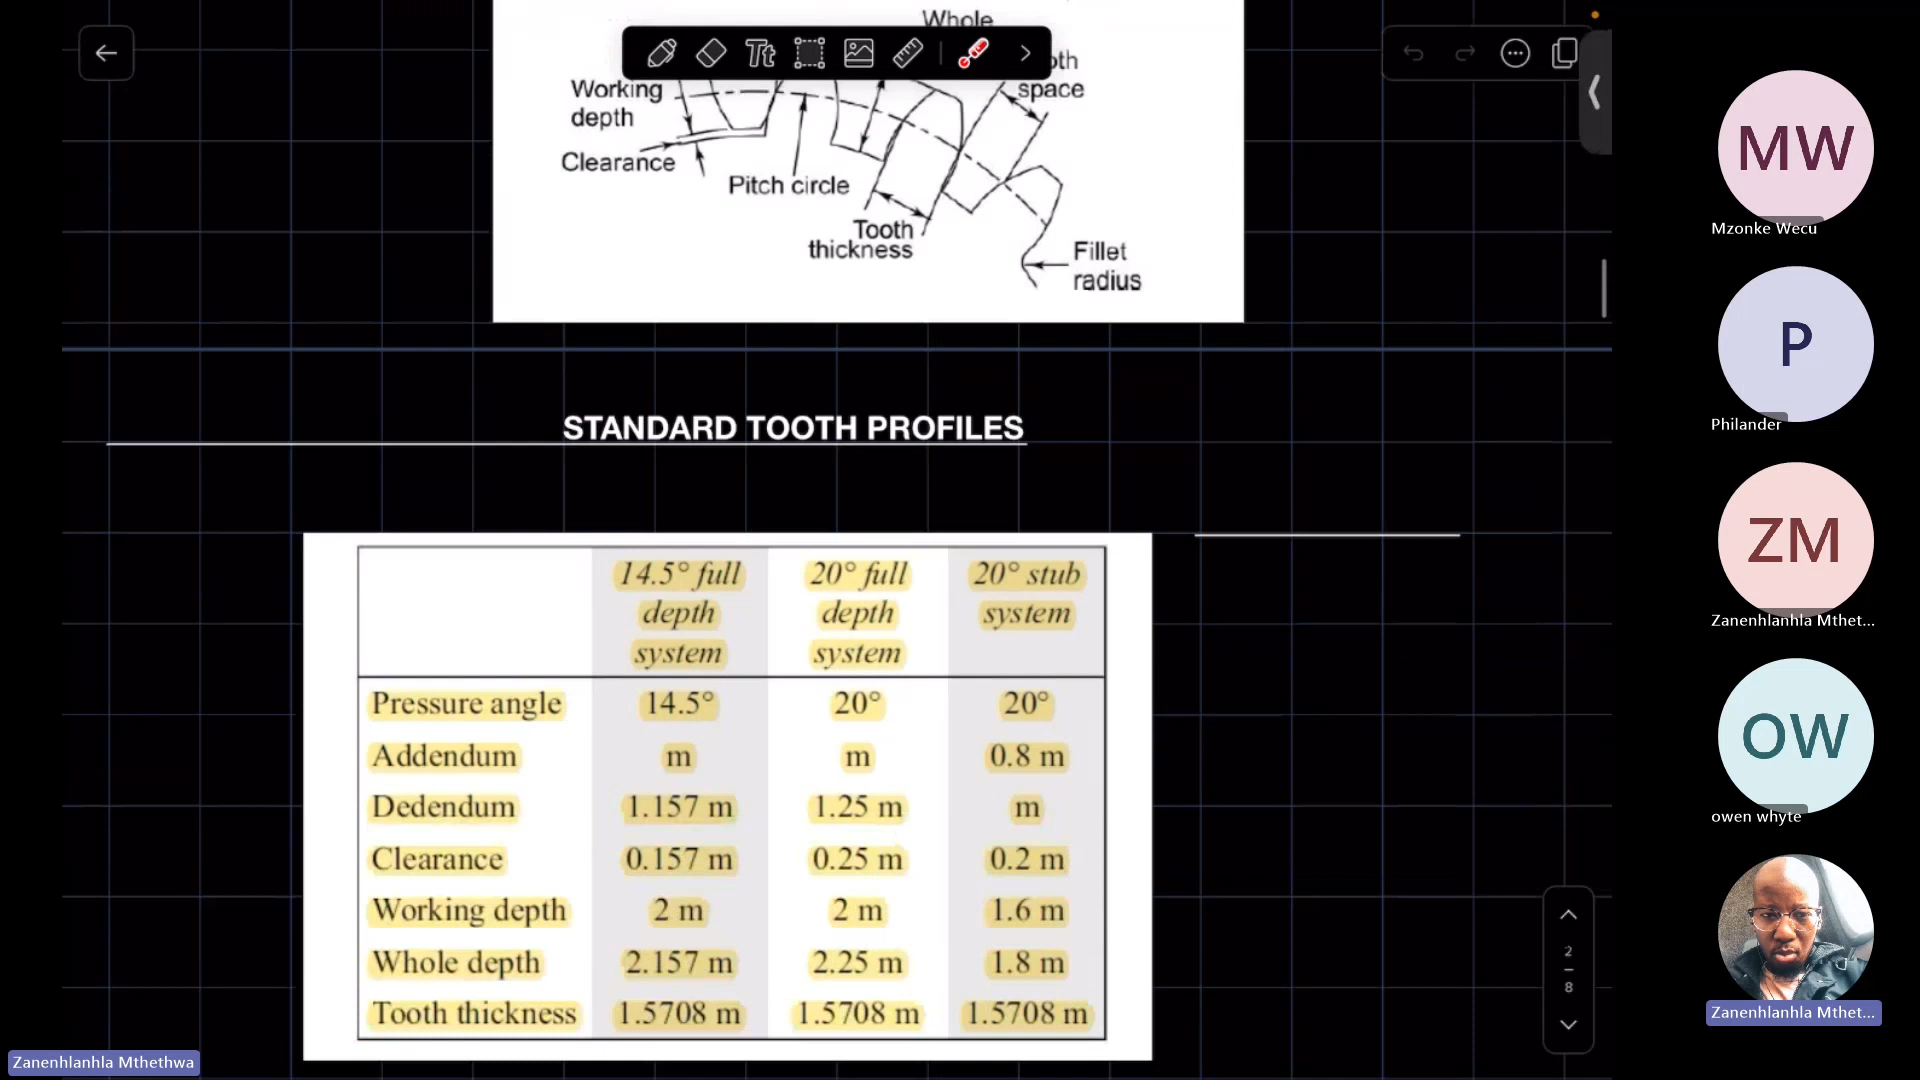 Whole
Working
depth
oth
space
Clearance
Pitch circle
Tooth
thickness
Fillet
radius
Tt
STANDARD TOOTH PROFILES
14.5° full depth system
20° full depth system
20° stub system
Pressure angle 14.5° 20° 20°
Addendum m m 0.8 m
Dedendum 1.157 m 1.25 m m
Clearance 0.157 m 0.25 m 0.2 m
Working depth 2 m 2 m 1.6 m
Whole depth 2.157 m 2.25 m 1.8 m
Tooth thickness 1.5708 m 1.5708 m 1.5708 m
2
8
Zanenhlanhla Mthethwa
MW
Mzonke Wecu
P
Philander
ZM
Zanenhlanhla Mthet...
OW
owen whyte
Zanenhlanhla Mthet...